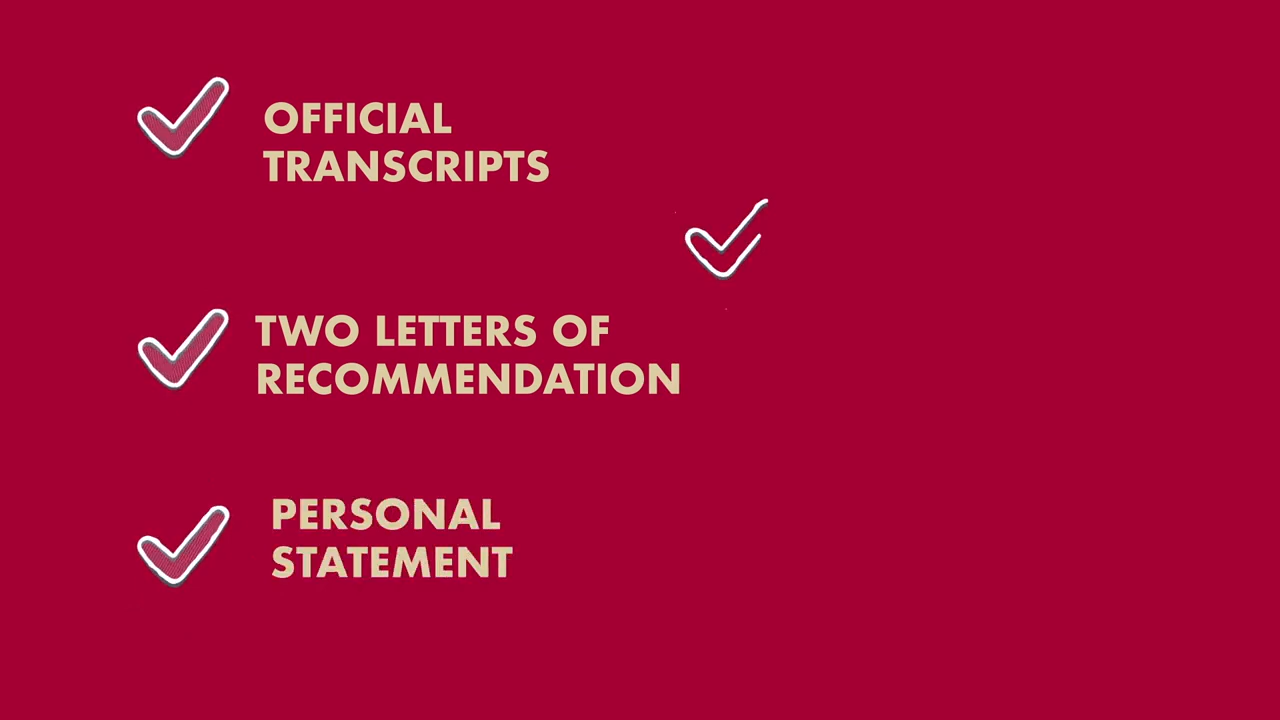 OFFICIAL
TRANSCRIPTS
TWO LETTERS OF
RECOMMENDATION
PERSONAL
STATEMENT